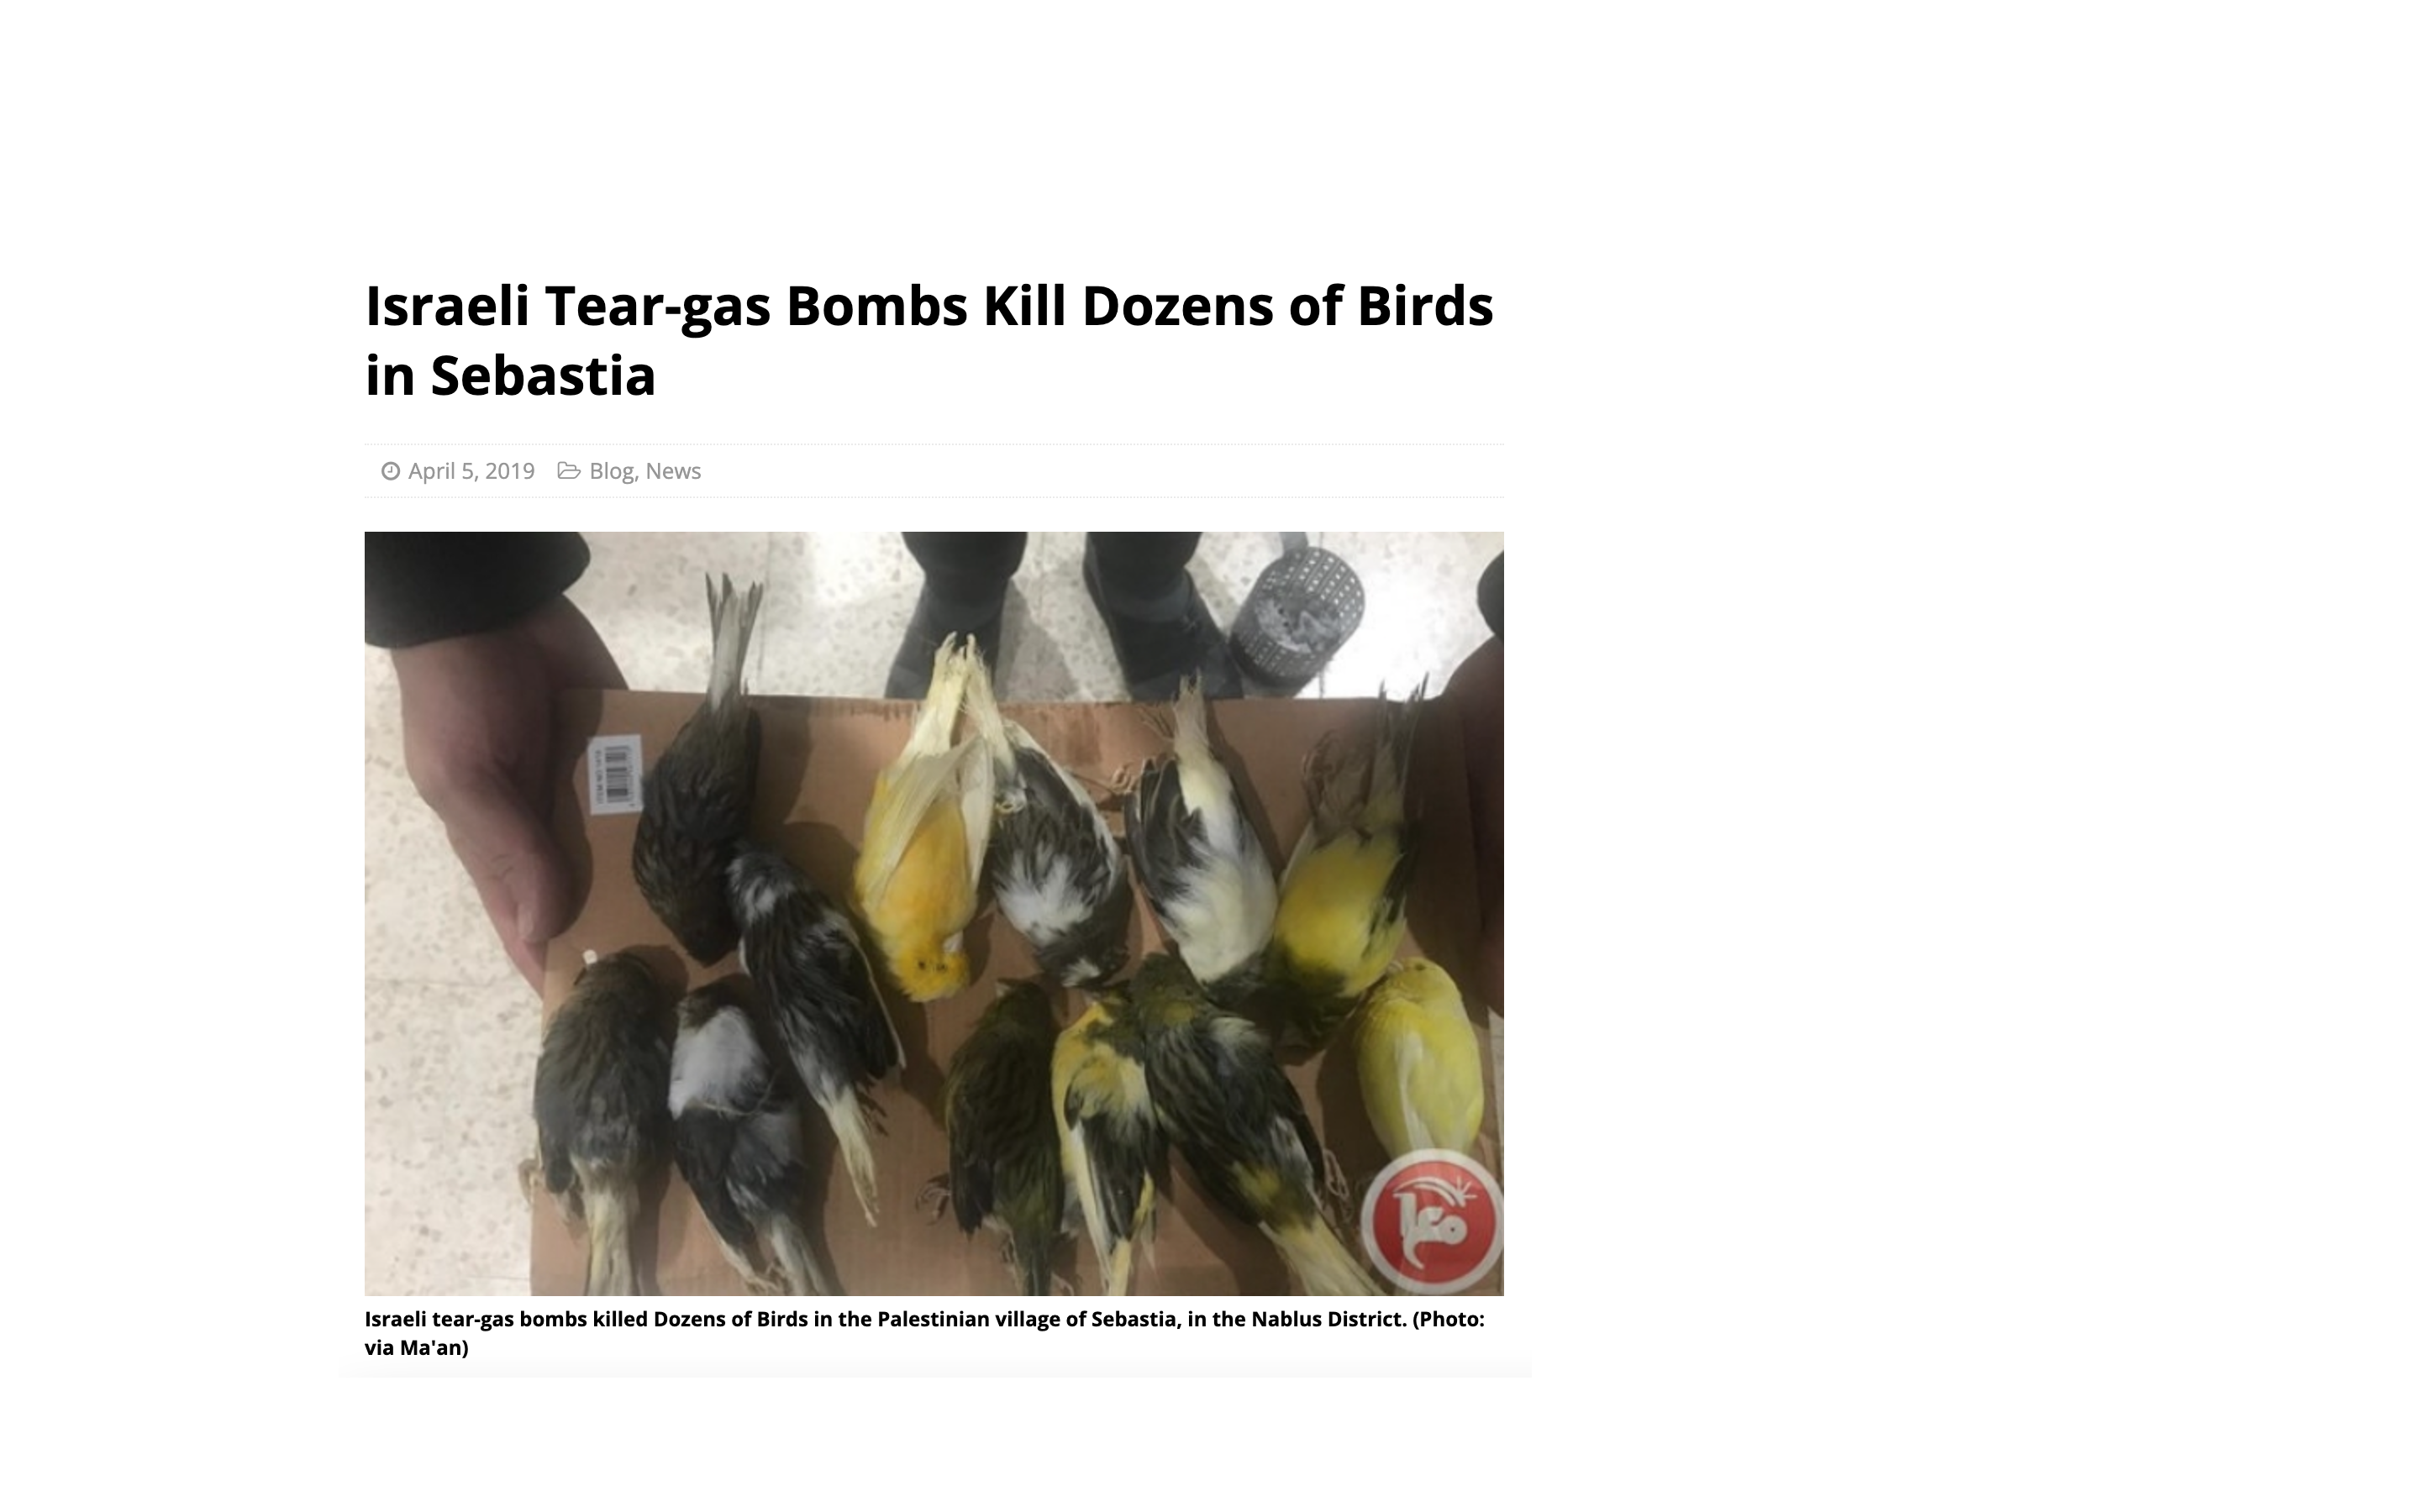 Israeli Tear-gas Bombs Kill Dozens of Birds
in Sebastia
April 5, 2019 Blog, News
معا
Israeli tear-gas bombs killed Dozens of Birds in the Palestinian village of Sebastia, in the Nablus District. (Photo:
via Ma'an)